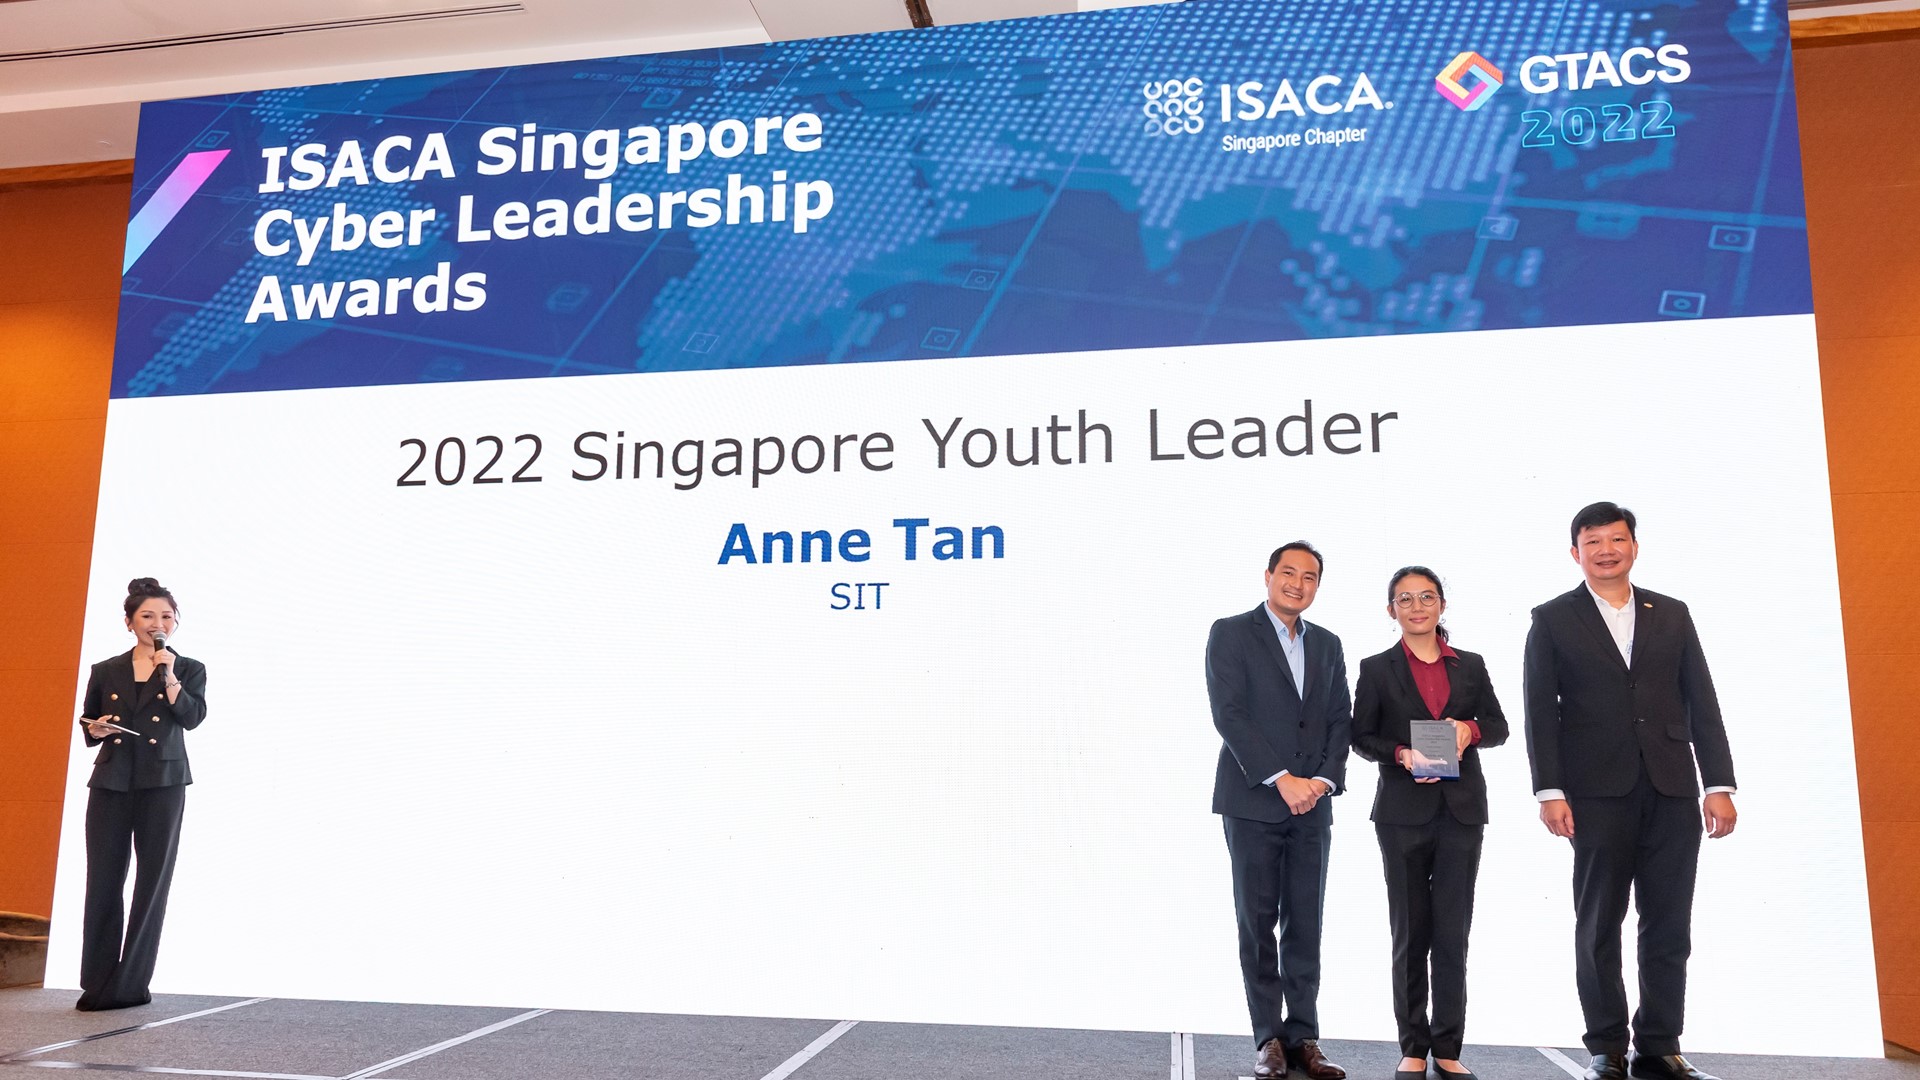 ISACA Singapore
Cyber Leadership
Awards
ISACA.
Singapore Chapter
GTACS
2022
2022 Singapore Youth Leader
Anne Tan
SIT